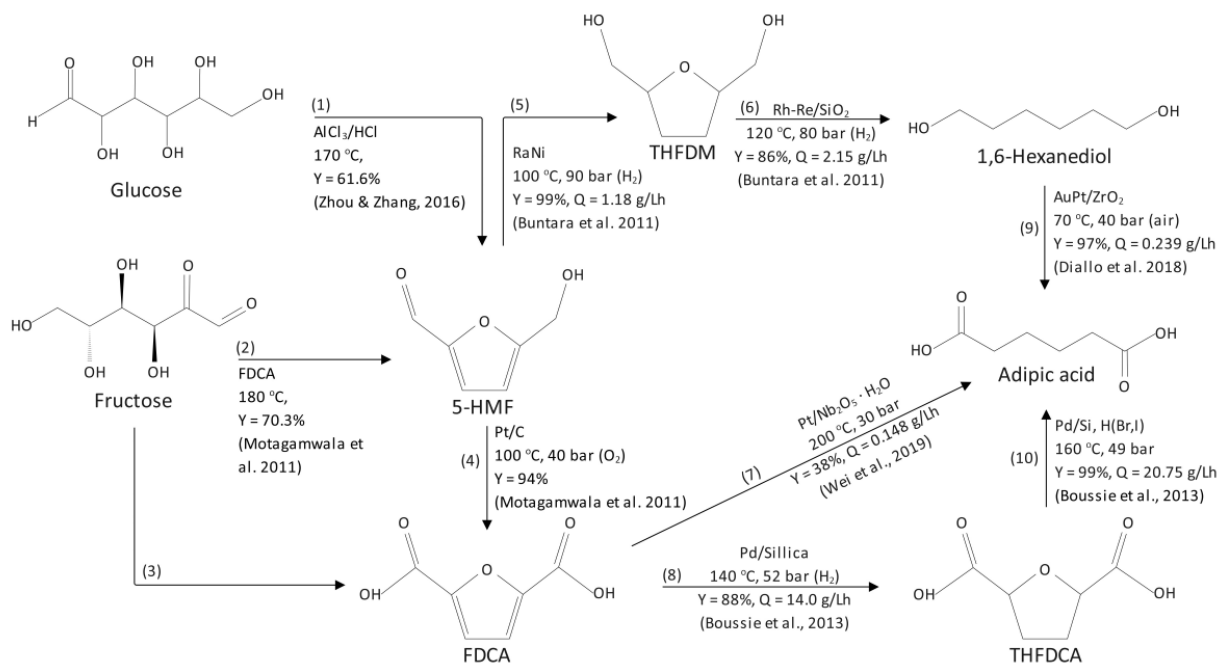 Glucose
O
H
OH
OH
OH
OH
OH
(1)
AlCl₃/HCl
170 °C,
Y = 61.6%
(Zhou & Zhang, 2016)
(5)
RaNi
100 °C, 90 bar (H₂)
Y = 99%, Q = 1.18 g/Lh
(Buntara et al. 2011)
HO
OH
O
THFDM
(6) Rh-Re/SiO₂
120 °C, 80 bar (H₂)
Y = 86%, Q = 2.15 g/Lh
(Buntara et al. 2011)
HO
OH
1,6-Hexanediol
(9)
AuPt/ZrO₂
70 °C, 40 bar (air)
Y = 97%, Q = 0.239 g/Lh
(Diallo et al. 2018)
OH
OH
O
O
HO
OH
OH
Fructose
(2)
FDCA
180 °C,
Y = 70.3%
(Motagamwala et
al. 2011)
O
OH
O
5-HMF
(4)
Pt/C
100 °C, 40 bar (O₂)
Y = 94%
(Motagamwala et al. 2011)
(7)
Pt/Nb₂O₅ · H₂O
200 °C, 30 bar
Y = 38%, Q = 0.148 g/Lh
(Wei et al., 2019)
O
HO
OH
O
Adipic acid
(10)
Pd/Si, H(Br,I)
160 °C, 49 bar
Y = 99%, Q = 20.75 g/Lh
(Boussie et al., 2013)
(3)
O
O
O
OH
OH
FDCA
(8)
Pd/Sillica
140 °C, 52 bar (H₂)
Y = 88%, Q = 14.0 g/Lh
(Boussie et al., 2013)
O
O
O
OH
OH
THFDCA